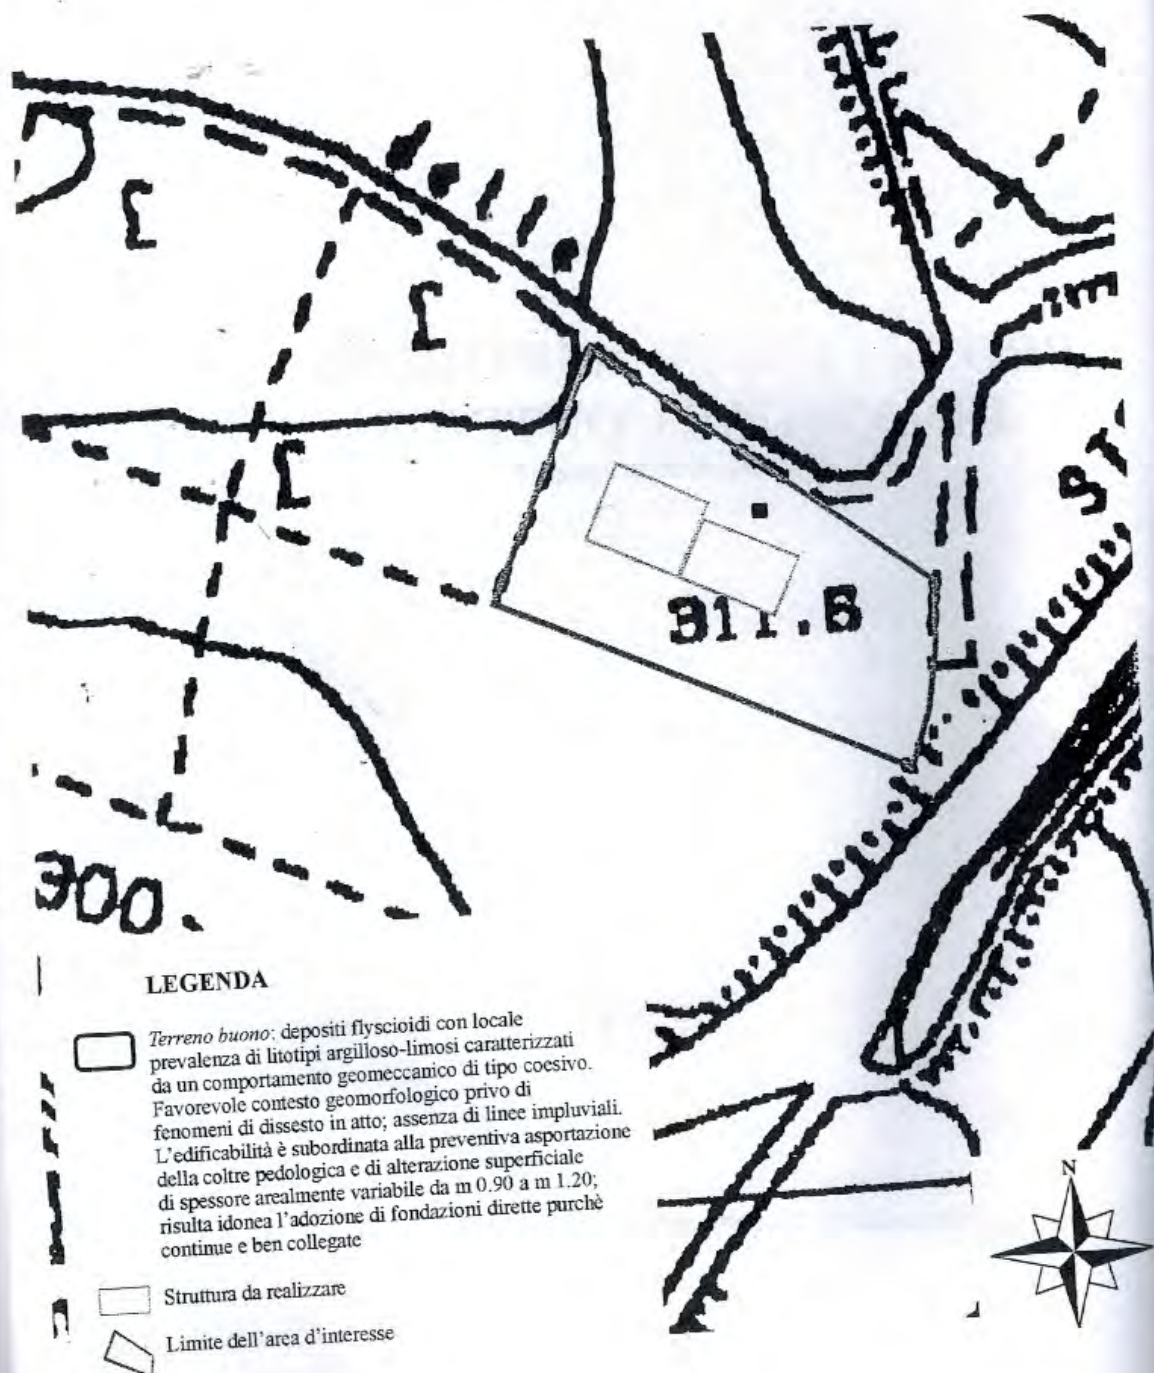 311.6
300.
LEGENDA
Terreno buono: depositi flyscioidi con locale
prevalenza di litotipi argilloso-limosi caratterizzati
da un comportamento geomeccanico di tipo coesivo.
Favorevole contesto geomorfologico privo di
fenomeni di dissesto in atto; assenza di linee impluviali.
L'edificabilità è subordinata alla preventiva asportazione
della coltre pedologica e di alterazione superficiale
di spessore arealmente variabile da m 0.90 a m 1.20;
risulta idonea l'adozione di fondazioni dirette purchè
continue e ben collegate
Struttura da realizzare
Limite dell'area d'interesse
N